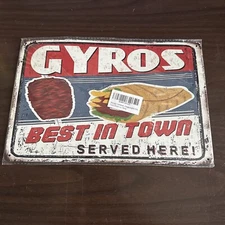 GYROS
BEST IN TOWN
SERVED HERE!